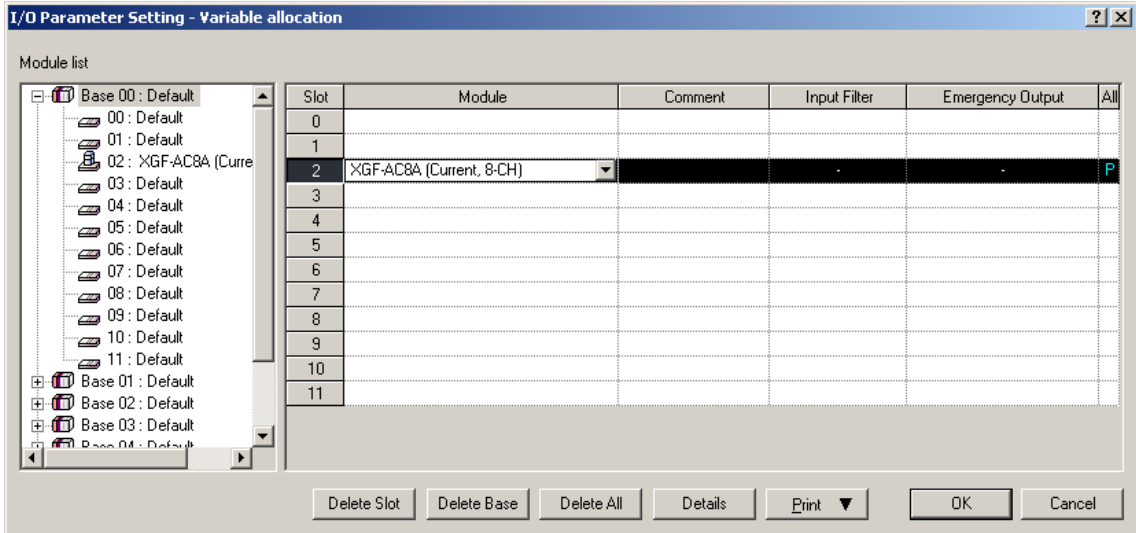 I/O Parameter Setting - Variable allocation
Module list
Base 00 : Default
00 : Default
01 : Default
02 : XGF-AC8A (Curre
03 : Default
04 : Default
05 : Default
06 : Default
07 : Default
08 : Default
09 : Default
10 : Default
11 : Default
Base 01 : Default
Base 02 : Default
Base 03 : Default
Base 04 : Default
Slot Module Comment Input Filter Emergency Output All
0
1
2 XGF-AC8A (Current, 8-CH) - - P
3
4
5
6
7
8
9
10
11
Delete Slot Delete Base Delete All Details Print ▼ OK Cancel